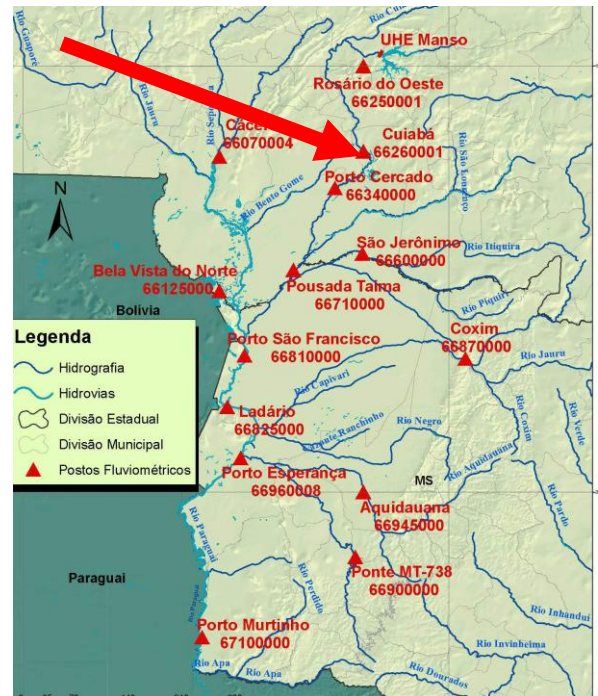 Rio Guaporé
Rio Jauru
Rio Sepotuba
UHE Manso
Rosário do Oeste
66250001
66070004
Cuiabá
66260001
Rio São Lourenço
Porto Cercado
66340000
N
Rio Bento Gome
São Jerônimo
66600000
Rio Itiquira
Bela Vista do Norte
66125000
Pousada Taima
66710000
Rio Piquiri
Bolívia
Legenda
Hidrografia
Hidrovias
Divisão Estadual
Divisão Municipal
Postos Fluviométricos
Porto São Francisco
66810000
Coxim
66870000
Rio Jauru
Rio Capivari
Ladário
66825000
Rio Negro
Rio Coxim
Rio Verde
Porto Esperança
66960008
MS
Rio Aquidauana
Aquidauana
66945000
Rio Pardo
Rio Paraguai
Ponte MT-738
66900000
Paraguai
Rio Perdido
Rio Inhanduí
Porto Murtinho
67100000
Rio Invinheima
Rio Apa
Rio Apa
Rio Dourados